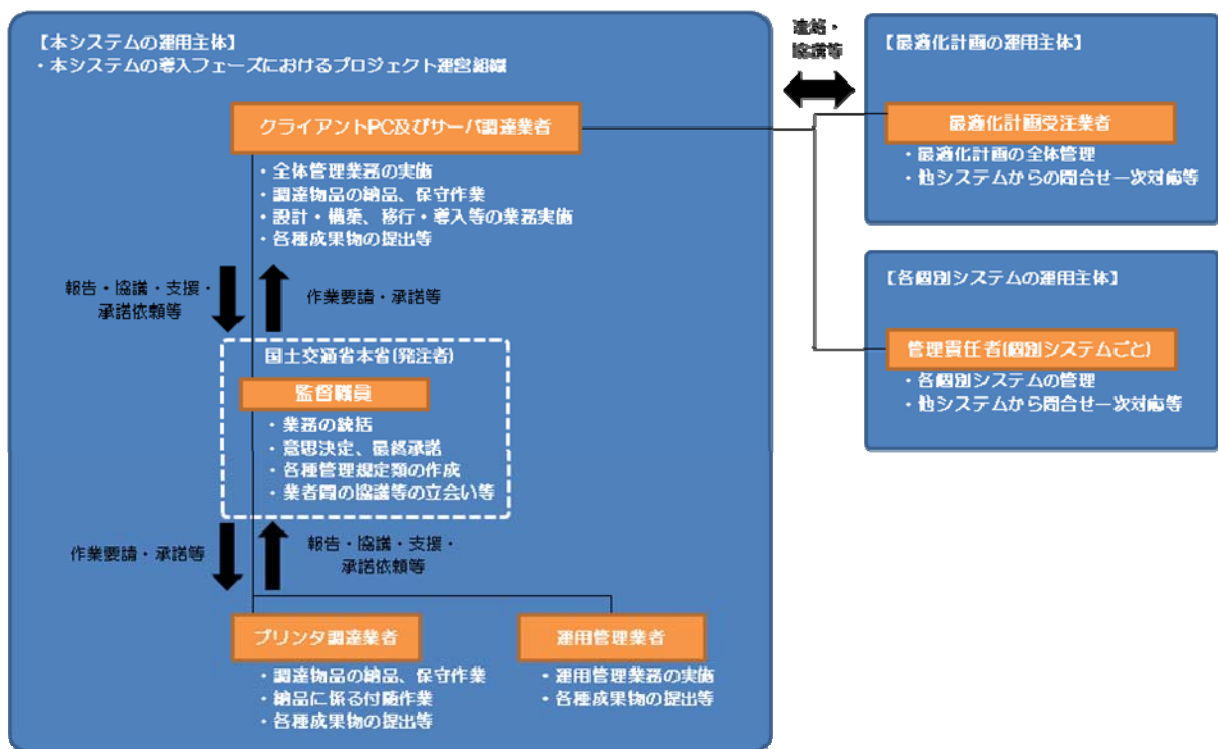 【本システムの運用主体】
・本システムの導入フェーズにおけるプロジェクト運営組織
クライアントPC及びサーバ調達業者
・全体管理業務の実施
・調達物品の納品、保守作業
・設計・構築、移行・導入等の業務実施
・各種成果物の提出等
報告・協議・支援・
承諾依頼等
作業要請・承諾等
国土交通省本省(発注者)
監督職員
・業務の統括
・意思決定、最終承諾
・各種管理規定類の作成
・業者間の協議等の立会い等
作業要請・承諾等
報告・協議・支援・
承諾依頼等
プリンタ調達業者
・調達物品の納品、保守作業
・納品に係る付随作業
・各種成果物の提出等
運用管理業者
・運用管理業務の実施
・各種成果物の提出等
連絡・
協議等
【最適化計画の運用主体】
最適化計画受注業者
・最適化計画の全体管理
・他システムからの問合せ一次対応等
【各個別システムの運用主体】
管理責任者(個別システムごと)
・各個別システムの管理
・他システムから問合せ一次対応等